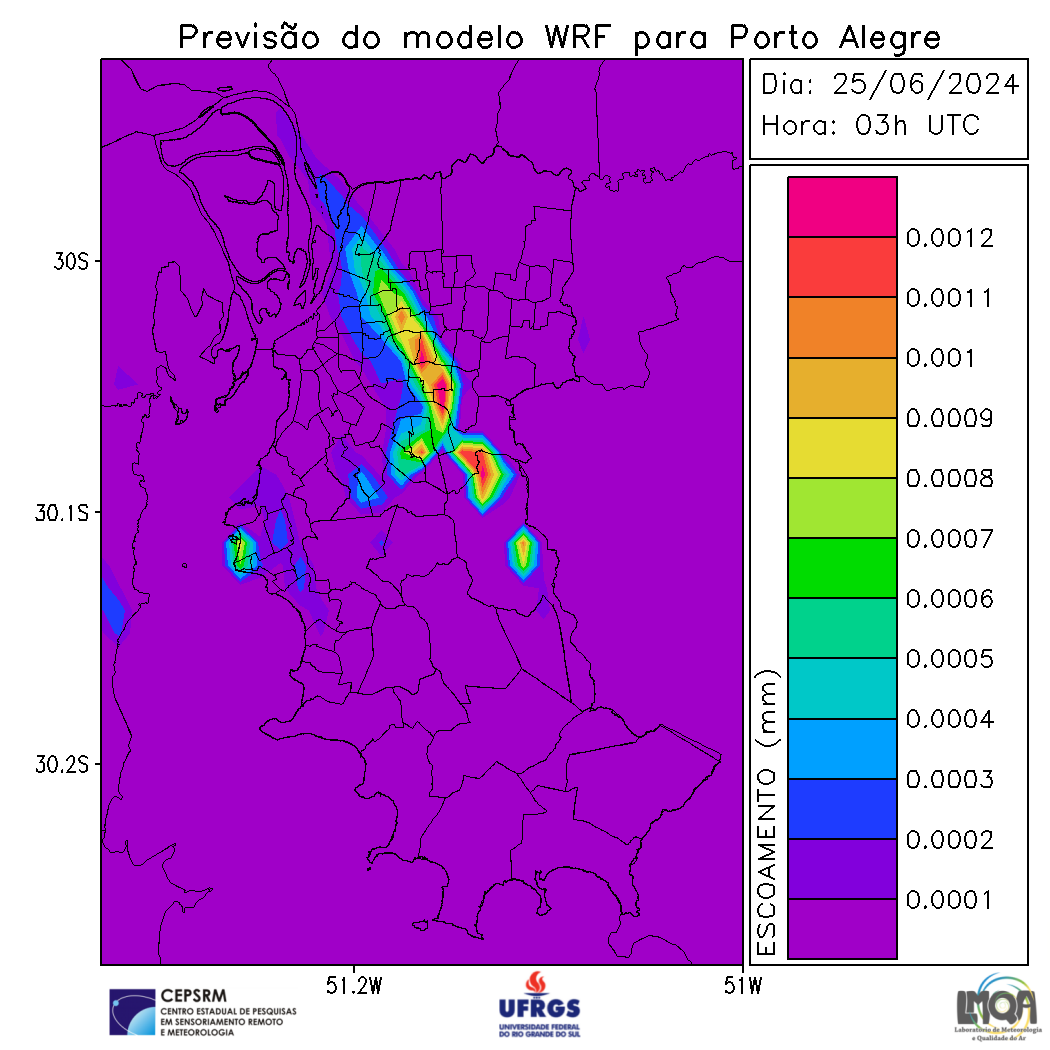 Previsão do modelo WRF para Porto Alegre
Dia: 25/06/2024
Hora: 03h UTC
30S
30.1S
30.2S
51.2W
51W
ESCOAMENTO (mm)
0.0012
0.0011
0.001
0.0009
0.0008
0.0007
0.0006
0.0005
0.0004
0.0003
0.0002
0.0001
CEPSRM
CENTRO ESTADUAL DE PESQUISAS
EM SENSORIAMENTO REMOTO
E METEOROLOGIA
UFRGS
UNIVERSIDADE FEDERAL
DO RIO GRANDE DO SUL
LMQA
Laboratório de Meteorologia
e Qualidade do Ar